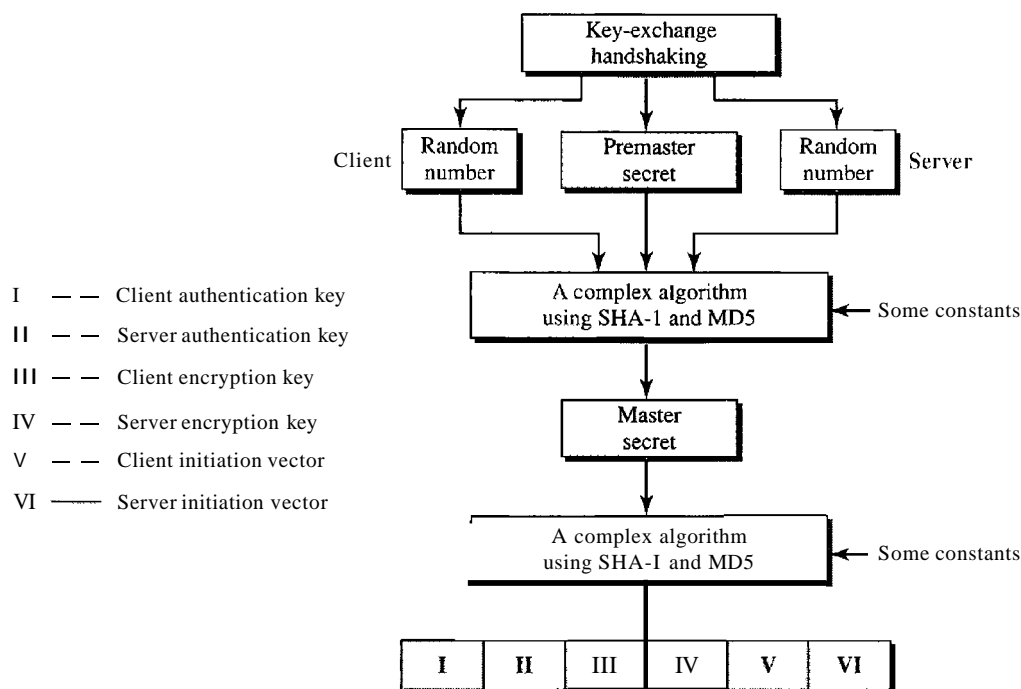 Key-exchange
handshaking
Client
Random
number
Premaster
secret
Random
number
Server
A complex algorithm
using SHA-1 and MD5
Some constants
I — — Client authentication key
II — — Server authentication key
III — — Client encryption key
IV — — Server encryption key
V — — Client initiation vector
VI —— Server initiation vector
Master
secret
A complex algorithm
using SHA-I and MD5
Some constants
I II III IV V VI